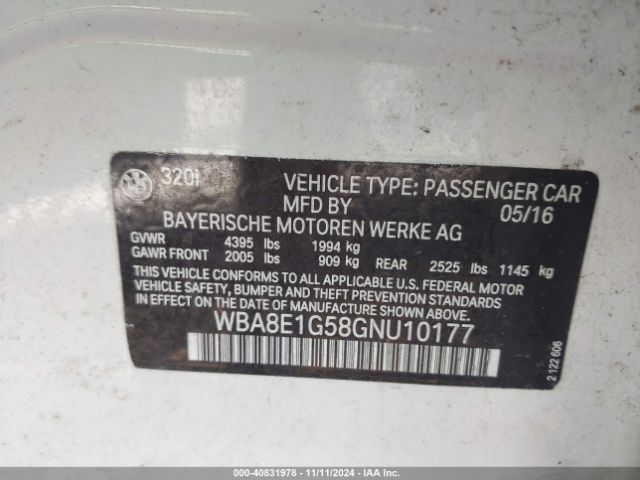 320i
VEHICLE TYPE: PASSENGER CAR
MFD BY 05/16
BAYERISCHE MOTOREN WERKE AG
GVWR 4395 lbs 1994 kg
GAWR FRONT 2005 lbs 909 kg REAR 2525 lbs 1145 kg
THIS VEHICLE CONFORMS TO ALL APPLICABLE U.S. FEDERAL MOTOR
VEHICLE SAFETY, BUMPER, AND THEFT PREVENTION STANDARDS
IN EFFECT ON THE DATE OF MANUFACTURE SHOWN ABOVE.
WBA8E1G58GNU10177
2 122 606
000-40831978 - 11/11/2024 - IAA Inc.